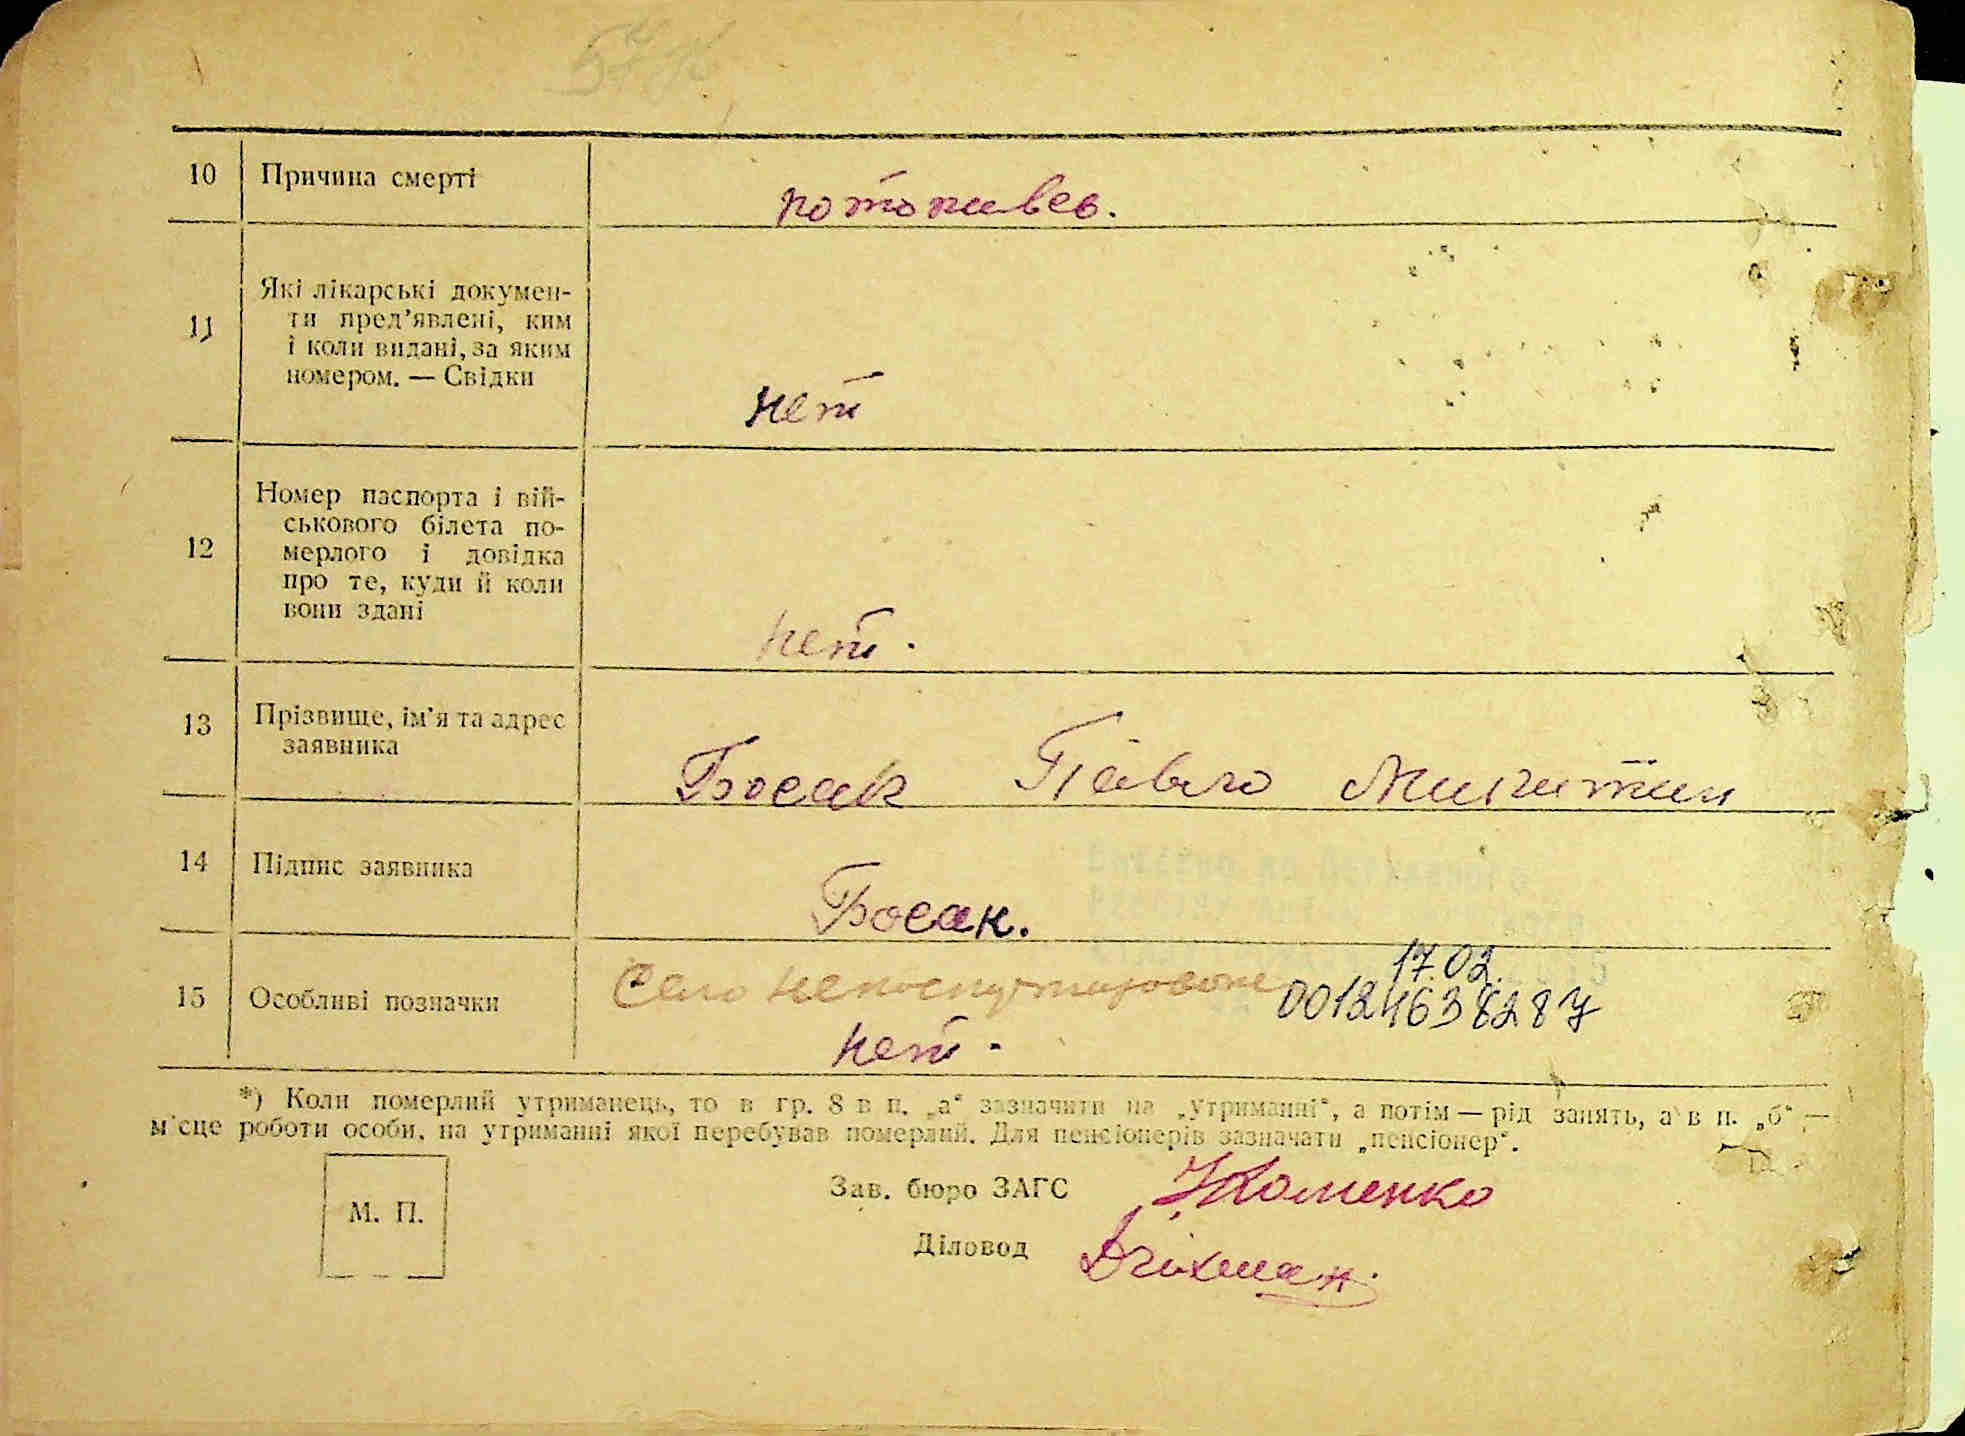 10
Причина смерті
11
Які лікарські докумен-
ти пред’явлені, ким
і коли видані, за яким
номером. — Свідки
нет
12
Номер паспорта і вій-
ськового білета по-
мерлого і довідка
про те, куди й коли
вони здані
нет.
13
Прізвище, ім’я та адрес
заявника
Босак Павло
14
Підпис заявника
Босак.
15
Особливі позначки
Село
17.02.
00124638287
нет.
*) Коли померлий утриманець, то в гр. 8 в п. „а“ зазначити на „утриманні“, а потім — рід занять, а в п. „б“ —
місце роботи особи, на утриманні якої перебував померлий. Для пенсіонерів зазначати „пенсіонер“.
М. П.
Зав. бюро ЗАГС
Діловод